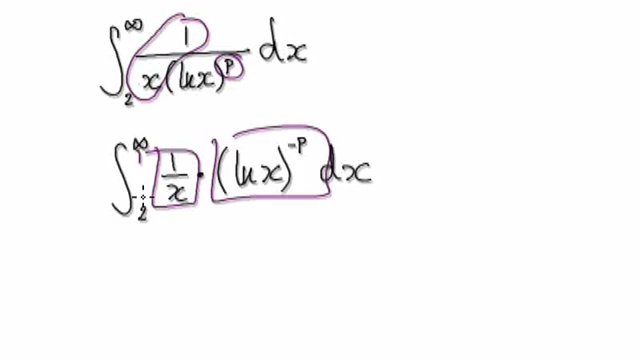 ∫₂^∞ 1/(x(ln x)^p) dx
∫₂^∞ 1/x · (ln x)^(-p) dx